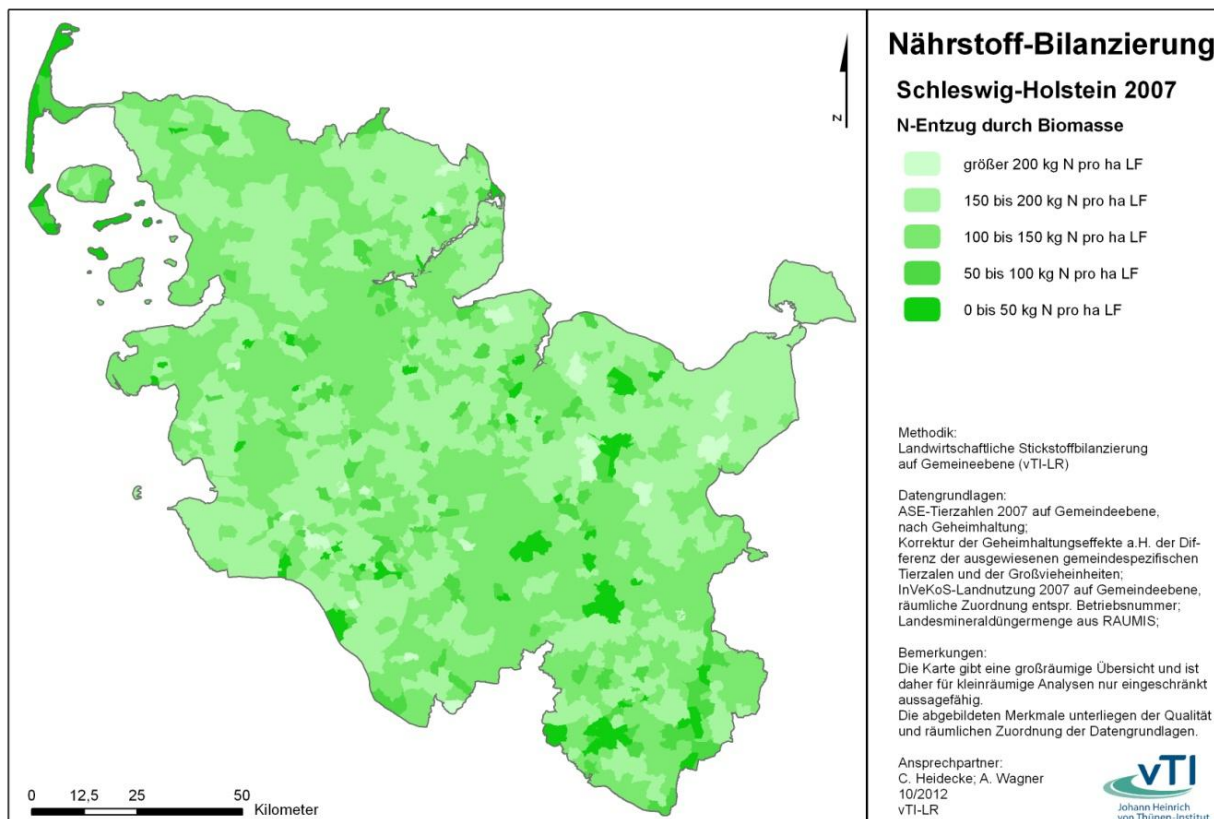 Nährstoff-Bilanzierung
Schleswig-Holstein 2007
N-Entzug durch Biomasse
größer 200 kg N pro ha LF
150 bis 200 kg N pro ha LF
100 bis 150 kg N pro ha LF
50 bis 100 kg N pro ha LF
0 bis 50 kg N pro ha LF
N
Methodik:
Landwirtschaftliche Stickstoffbilanzierung
auf Gemeineebene (vTI-LR)
Datengrundlagen:
ASE-Tierzahlen 2007 auf Gemeindeebene,
nach Geheimhaltung;
Korrektur der Geheimhaltungseffekte a.H. der Dif-
ferenz der ausgewiesenen gemeindespezifischen
Tierzalen und der Großvieheinheiten;
InVeKoS-Landnutzung 2007 auf Gemeindeebene,
räumliche Zuordnung entspr. Betriebsnummer;
Landesmineraldüngermenge aus RAUMIS;
Bemerkungen:
Die Karte gibt eine großräumige Übersicht und ist
daher für kleinräumige Analysen nur eingeschränkt
aussagefähig.
Die abgebildeten Merkmale unterliegen der Qualität
und räumlichen Zuordnung der Datengrundlagen.
Ansprechpartner:
C. Heidecke; A. Wagner
10/2012
vTI-LR
vTI
Johann Heinrich
von Thünen-Institut
0 12,5 25 50
Kilometer